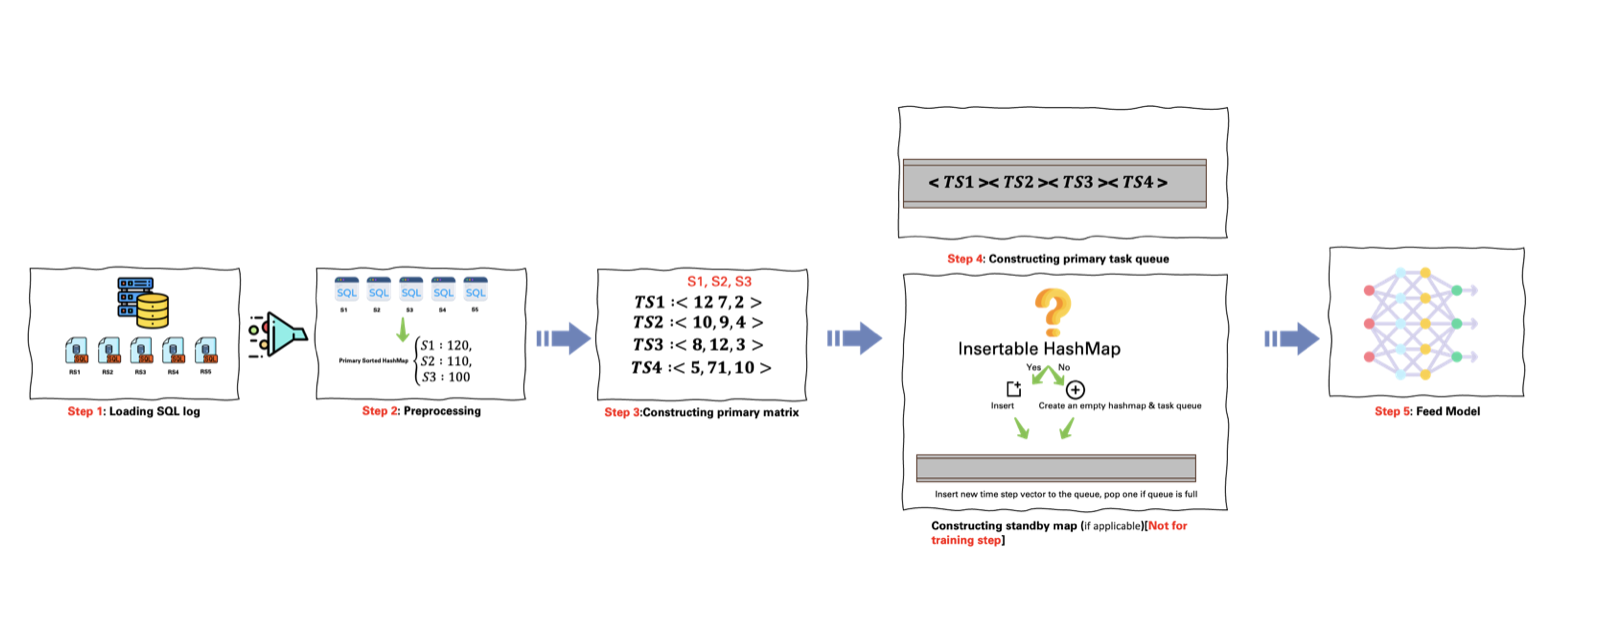 SQL SQL SQL SQL SQL
RS1 RS2 RS3 RS4 RS5
Step 1: Loading SQL log
SQL SQL SQL SQL SQL
S1 S2 S3 S4 S5
Primary Sorted HashMap
S1 : 120,
S2 : 110,
S3 : 100
Step 2: Preprocessing
S1, S2, S3
TS1 :< 12 7, 2 >
TS2 :< 10, 9, 4 >
TS3 :< 8, 12, 3 >
TS4 :< 5, 71, 10 >
Step 3:Constructing primary matrix
< TS1 >< TS2 >< TS3 >< TS4 >
Step 4: Constructing primary task queue
?
Insertable HashMap
Yes No
Insert Create an empty hashmap & task queue
Insert new time step vector to the queue, pop one if queue is full
Constructing standby map (if applicable)[Not for
training step]
Step 5: Feed Model